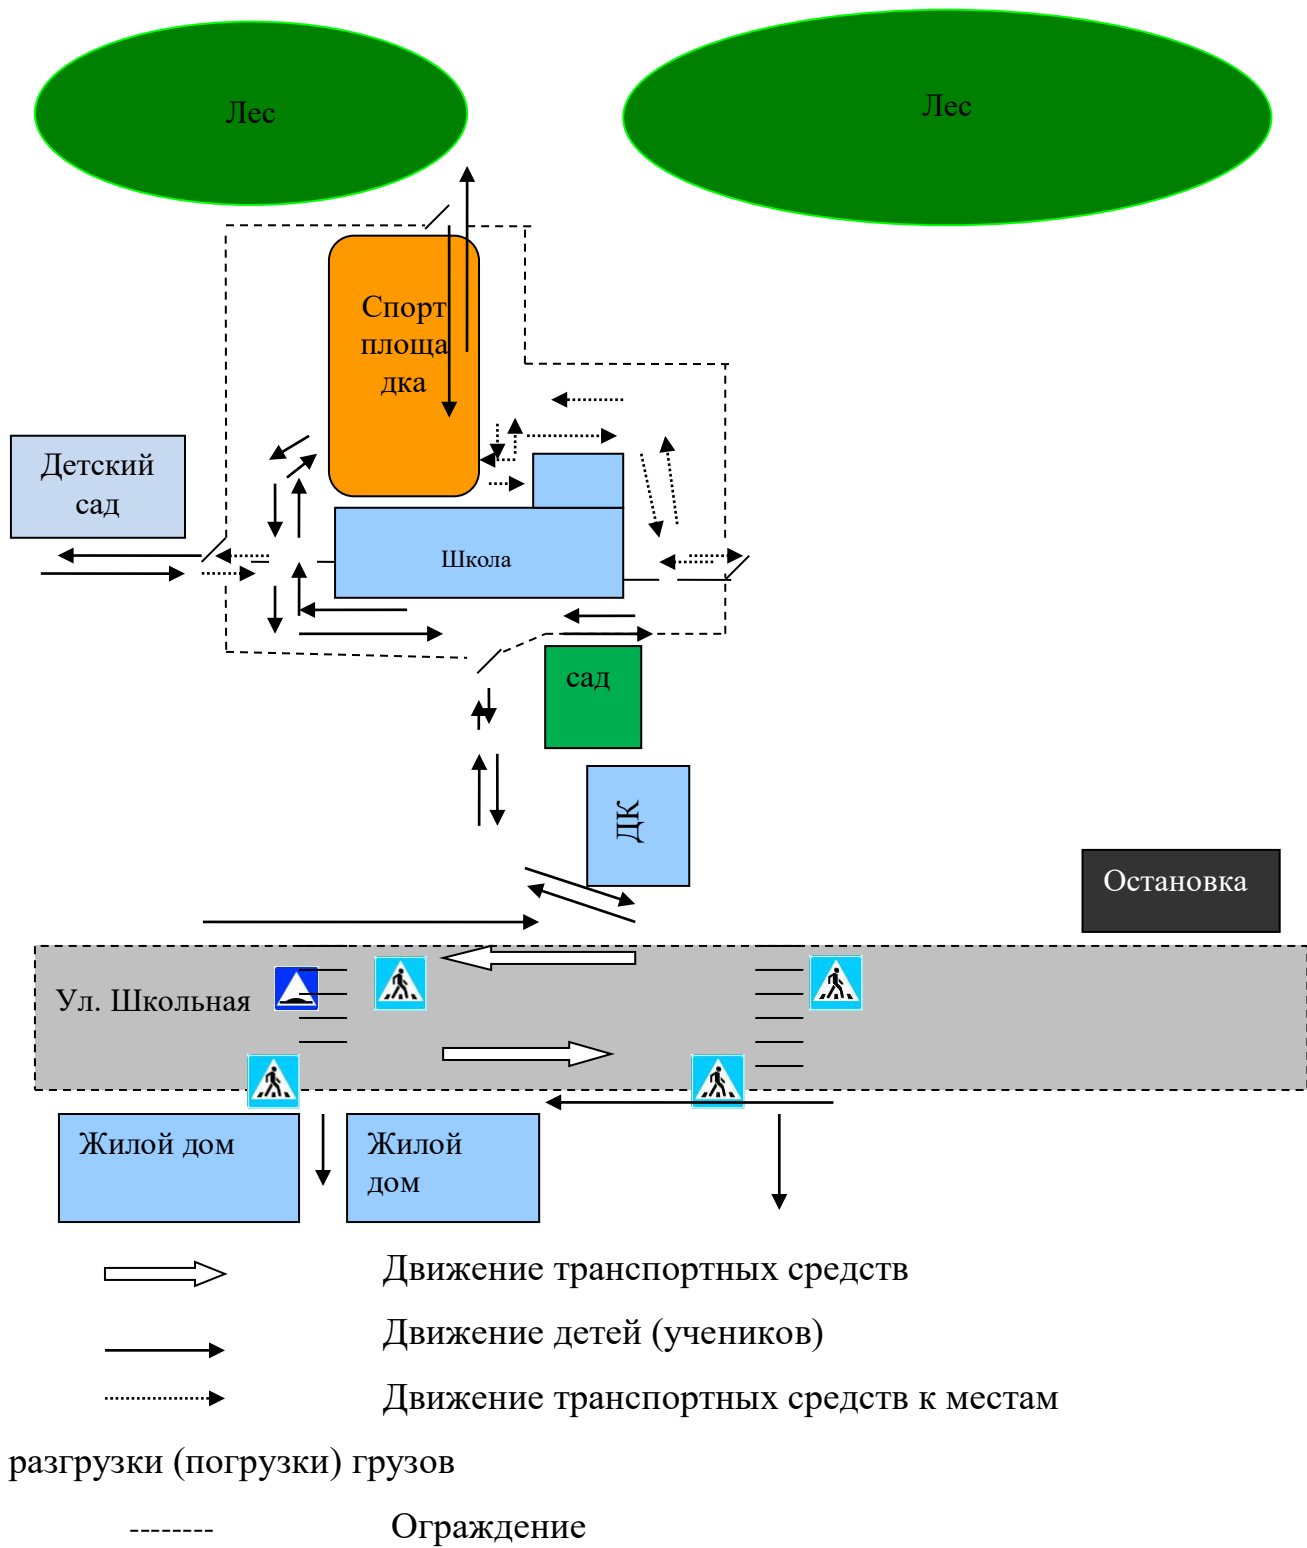 Лес
Лес
Спорт
площа
дка
Детский
сад
Школа
сад
ДК
Остановка
Ул. Школьная
Жилой дом
Жилой
дом
Движение транспортных средств
Движение детей (учеников)
Движение транспортных средств к местам
разгрузки (погрузки) грузов
Ограждение